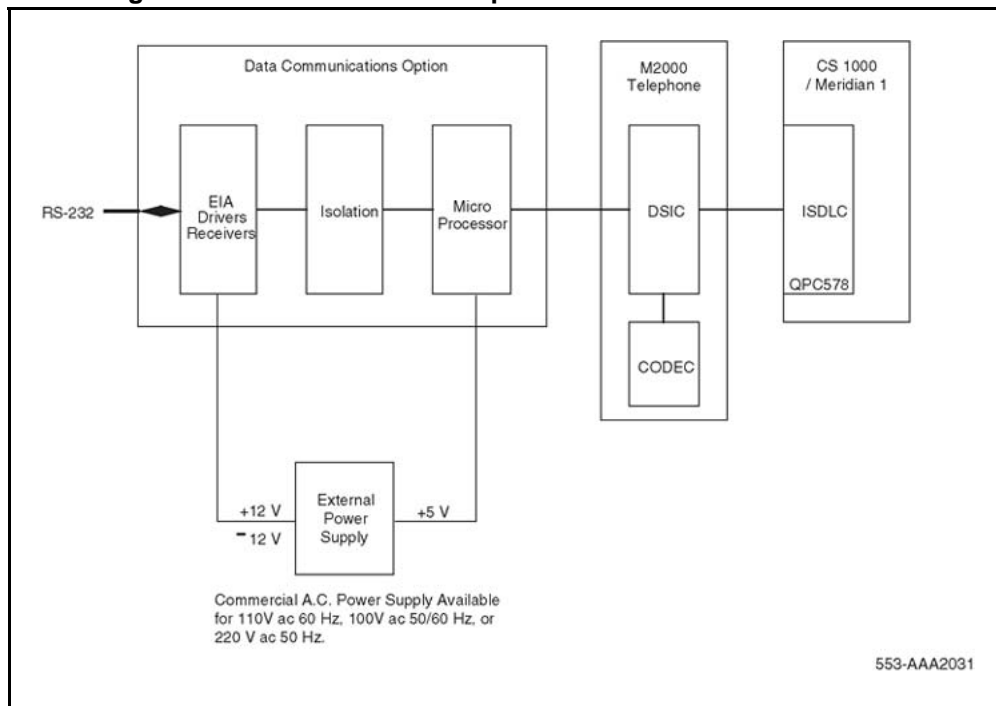 Data Communications Option
M2000
Telephone
CS 1000
/ Meridian 1
RS-232
EIA
Drivers
Receivers
Isolation
Micro
Processor
DSIC
ISDLC
QPC578
CODEC
+12 V
- 12 V
External
Power
Supply
+5 V
Commercial A.C. Power Supply Available
for 110V ac 60 Hz, 100V ac 50/60 Hz, or
220 V ac 50 Hz.
553-AAA2031